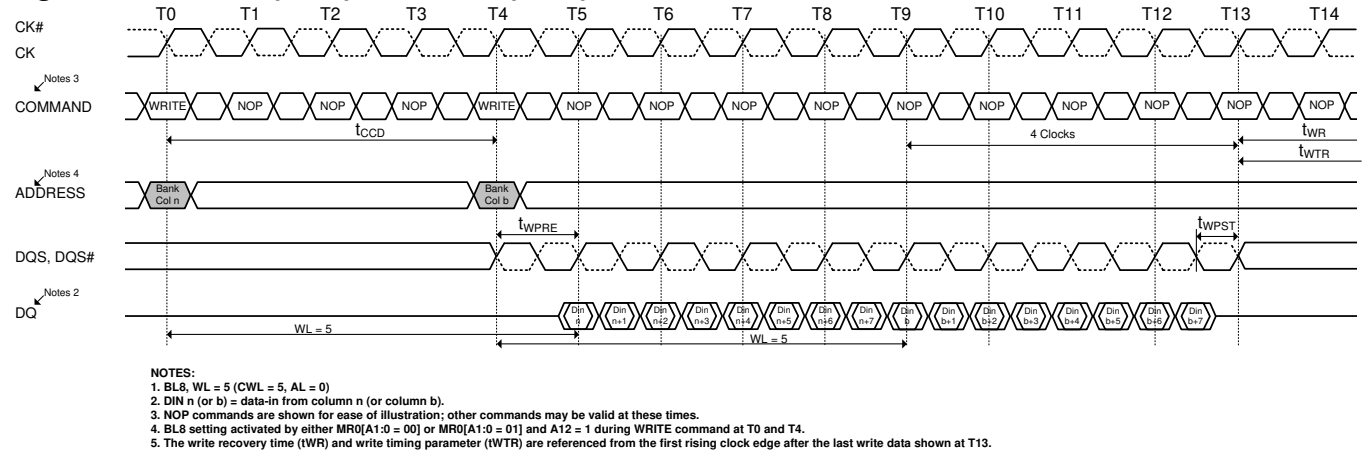 T0 T1 T2 T3 T4 T5 T6 T7 T8 T9 T10 T11 T12 T13 T14
CK#
CK
Notes 3
COMMAND WRITE NOP NOP NOP WRITE NOP NOP NOP NOP NOP NOP NOP NOP NOP NOP
tCCD 4 Clocks tWR
tWTR
Notes 4
ADDRESS Bank Col n Bank Col b
tWPRE tWPST
DQS, DQS#
Notes 2
DQ Din n Din n+1 Din n+2 Din n+3 Din n+4 Din n+5 Din n+6 Din n+7 Din b Din b+1 Din b+2 Din b+3 Din b+4 Din b+5 Din b+6 Din b+7
WL = 5 WL = 5
NOTES:
1. BL8, WL = 5 (CWL = 5, AL = 0)
2. DIN n (or b) = data-in from column n (or column b).
3. NOP commands are shown for ease of illustration; other commands may be valid at these times.
4. BL8 setting activated by either MR0[A1:0 = 00] or MR0[A1:0 = 01] and A12 = 1 during WRITE command at T0 and T4.
5. The write recovery time (tWR) and write timing parameter (tWTR) are referenced from the first rising clock edge after the last write data shown at T13.